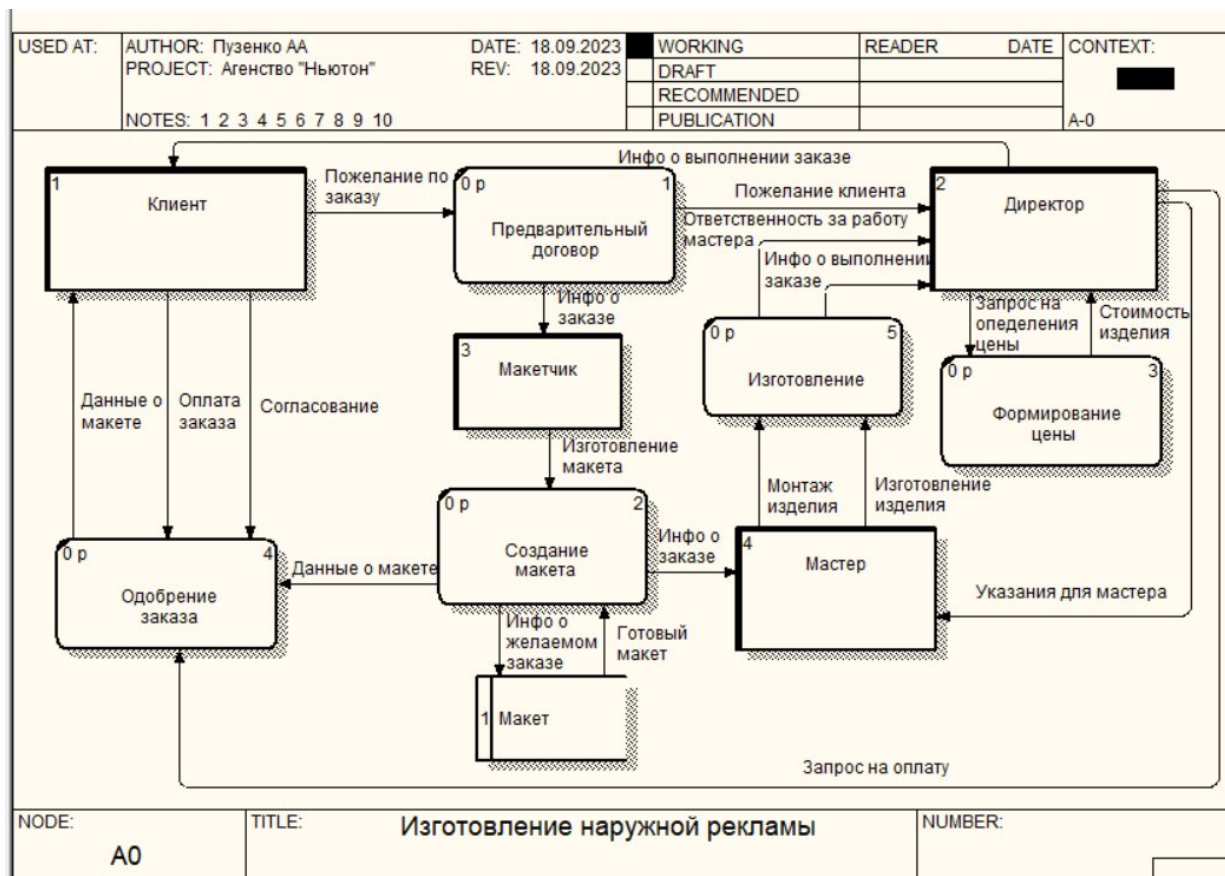 USED AT:
AUTHOR: Пузенко АА
DATE: 18.09.2023
PROJECT: Агенство "Ньютон"
REV: 18.09.2023
NOTES: 1 2 3 4 5 6 7 8 9 10
WORKING
DRAFT
RECOMMENDED
PUBLICATION
READER
DATE
CONTEXT:
A-0
Инфо о выполнении заказе
1
Клиент
Пожелание по
заказу
0 р
1
Предварительный
договор
Пожелание клиента
2
Директор
Ответственность за работу
мастера
Инфо о выполнении
заказе
Инфо о
заказе
Запрос на
опеделения
цены
Стоимость
изделия
3
Макетчик
0 р
5
Изготовление
0 р
3
Формирование
цены
Данные о
макете
Оплата
заказа
Согласование
Изготовление
макета
Монтаж
изделия
Изготовление
изделия
0 р
4
Одобрение
заказа
Данные о макете
0 р
2
Создание
макета
Инфо о
заказе
4
Мастер
Указания для мастера
Инфо о
желаемом
заказе
Готовый
макет
1
Макет
Запрос на оплату
NODE:
A0
TITLE:
Изготовление наружной рекламы
NUMBER: